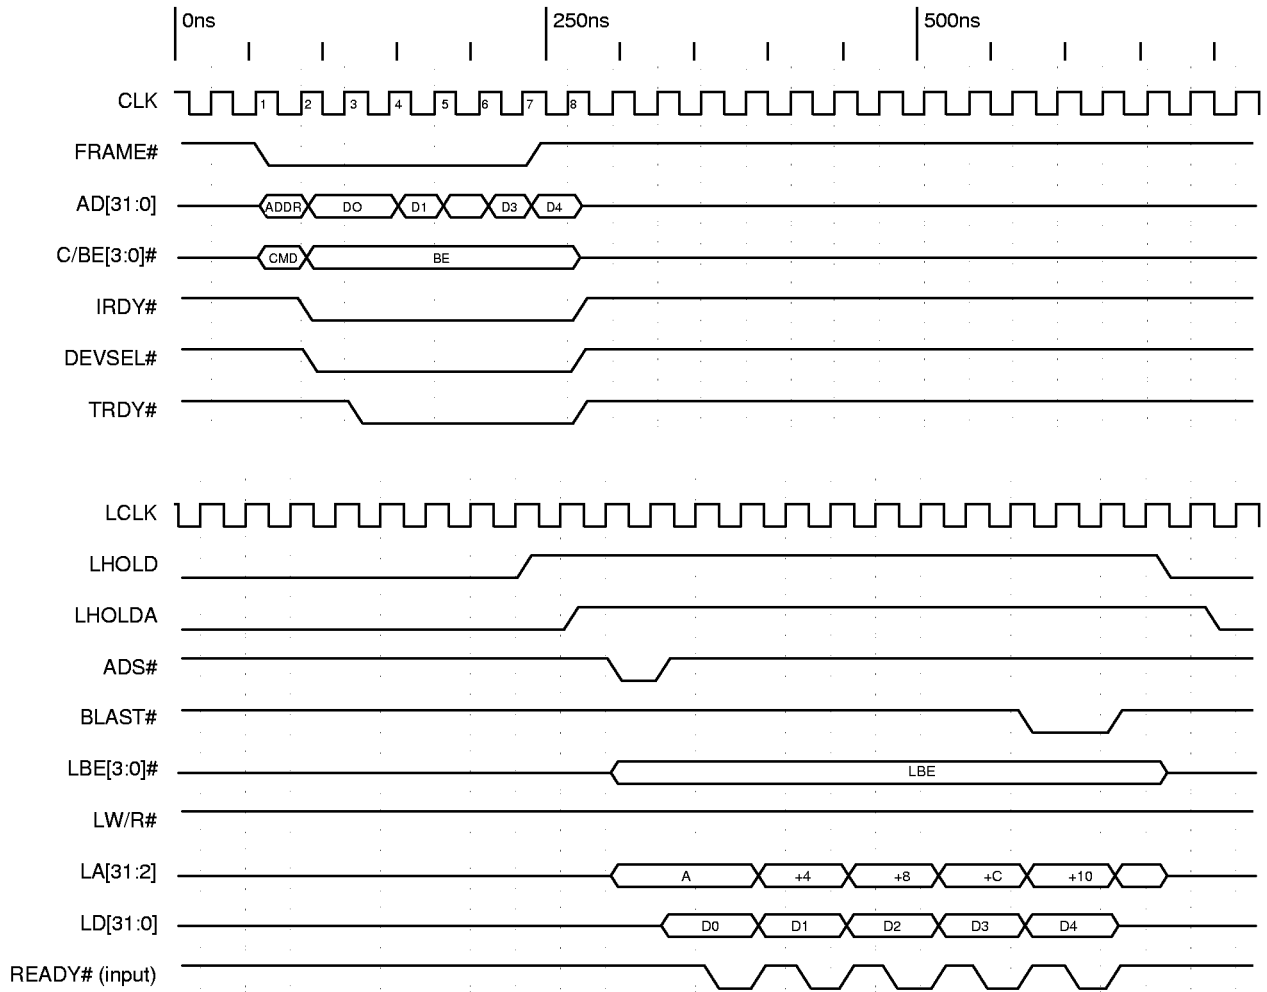 0ns 250ns 500ns
CLK 1 2 3 4 5 6 7 8
FRAME#
AD[31:0] ADDR DO D1 D3 D4
C/BE[3:0]# CMD BE
IRDY#
DEVSEL#
TRDY#
LCLK
LHOLD
LHOLDA
ADS#
BLAST#
LBE[3:0]# LBE
LW/R#
LA[31:2] A +4 +8 +C +10
LD[31:0] D0 D1 D2 D3 D4
READY# (input)